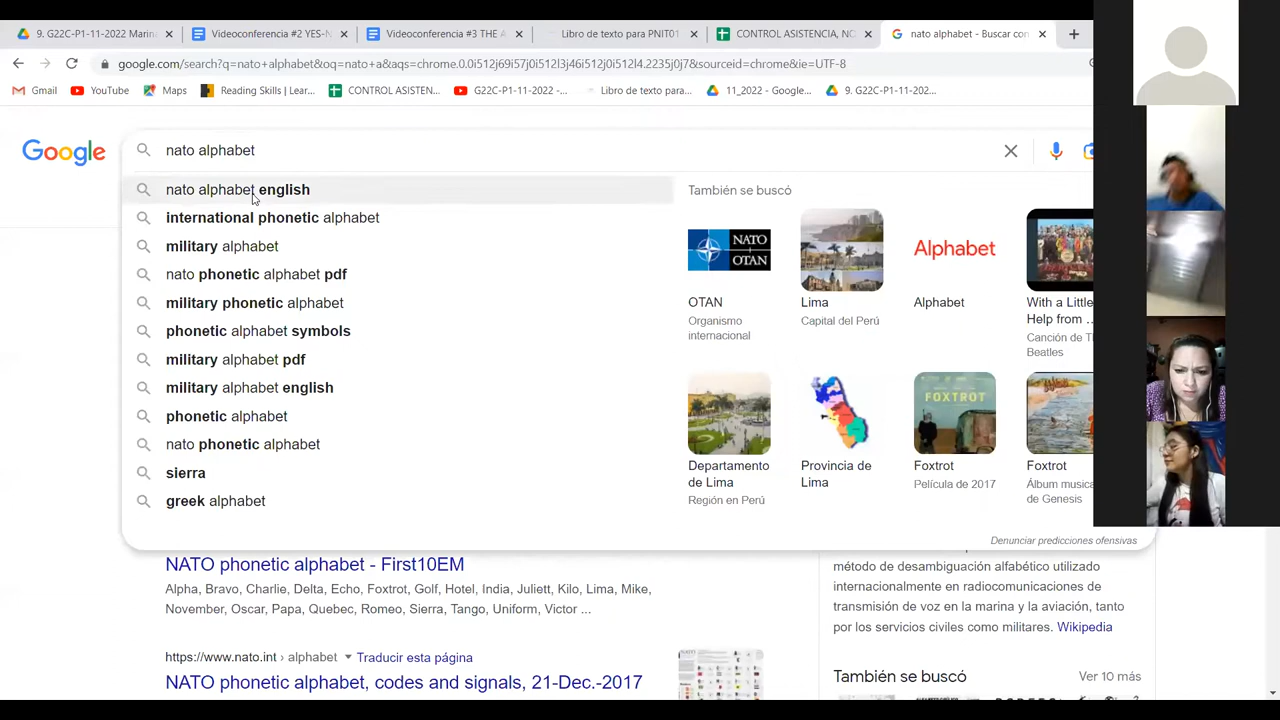 9. G22C-P1-11-2022 Marin
Videoconferencia #2 YES-N
Videoconferencia #3 THE A
Libro de texto para PNIT01
CONTROL ASISTENCIA, NO
nato alphabet - Buscar con
google.com/search?q=nato+alphabet&oq=nato+a&aqs=chrome.0.0i512j69i57j0i512l3j46i512j0i512l4.2235j0j7&sourceid=chrome&ie=UTF-8
Gmail
YouTube
Maps
Reading Skills | Lear...
CONTROL ASISTEN...
G22C-P1-11-2022 -...
Libro de texto para...
11_2022 - Google...
9. G22C-P1-11-202...
Google
nato alphabet
nato alphabet english
international phonetic alphabet
military alphabet
nato phonetic alphabet pdf
military phonetic alphabet
phonetic alphabet symbols
military alphabet pdf
military alphabet english
phonetic alphabet
nato phonetic alphabet
sierra
greek alphabet
También se buscó
NATO
OTAN
Alphabet
OTAN
Organismo
internacional
Lima
Capital del Perú
Alphabet
With a Little
Help from ...
Canción de Th
Beatles
FOXTROT
Departamento
de Lima
Región en Perú
Provincia de
Lima
Foxtrot
Película de 2017
Foxtrot
Álbum musica
de Genesis
Denunciar predicciones ofensivas
NATO phonetic alphabet - First10EM
Alpha, Bravo, Charlie, Delta, Echo, Foxtrot, Golf, Hotel, India, Juliett, Kilo, Lima, Mike,
November, Oscar, Papa, Quebec, Romeo, Sierra, Tango, Uniform, Victor ...
https://www.nato.int › alphabet
Traducir esta página
NATO phonetic alphabet, codes and signals, 21-Dec.-2017
método de desambiguación alfabético utilizado
internacionalmente en radiocomunicaciones de
transmisión de voz en la marina y la aviación, tanto
por los servicios civiles como militares. Wikipedia
También se buscó
Ver 10 más